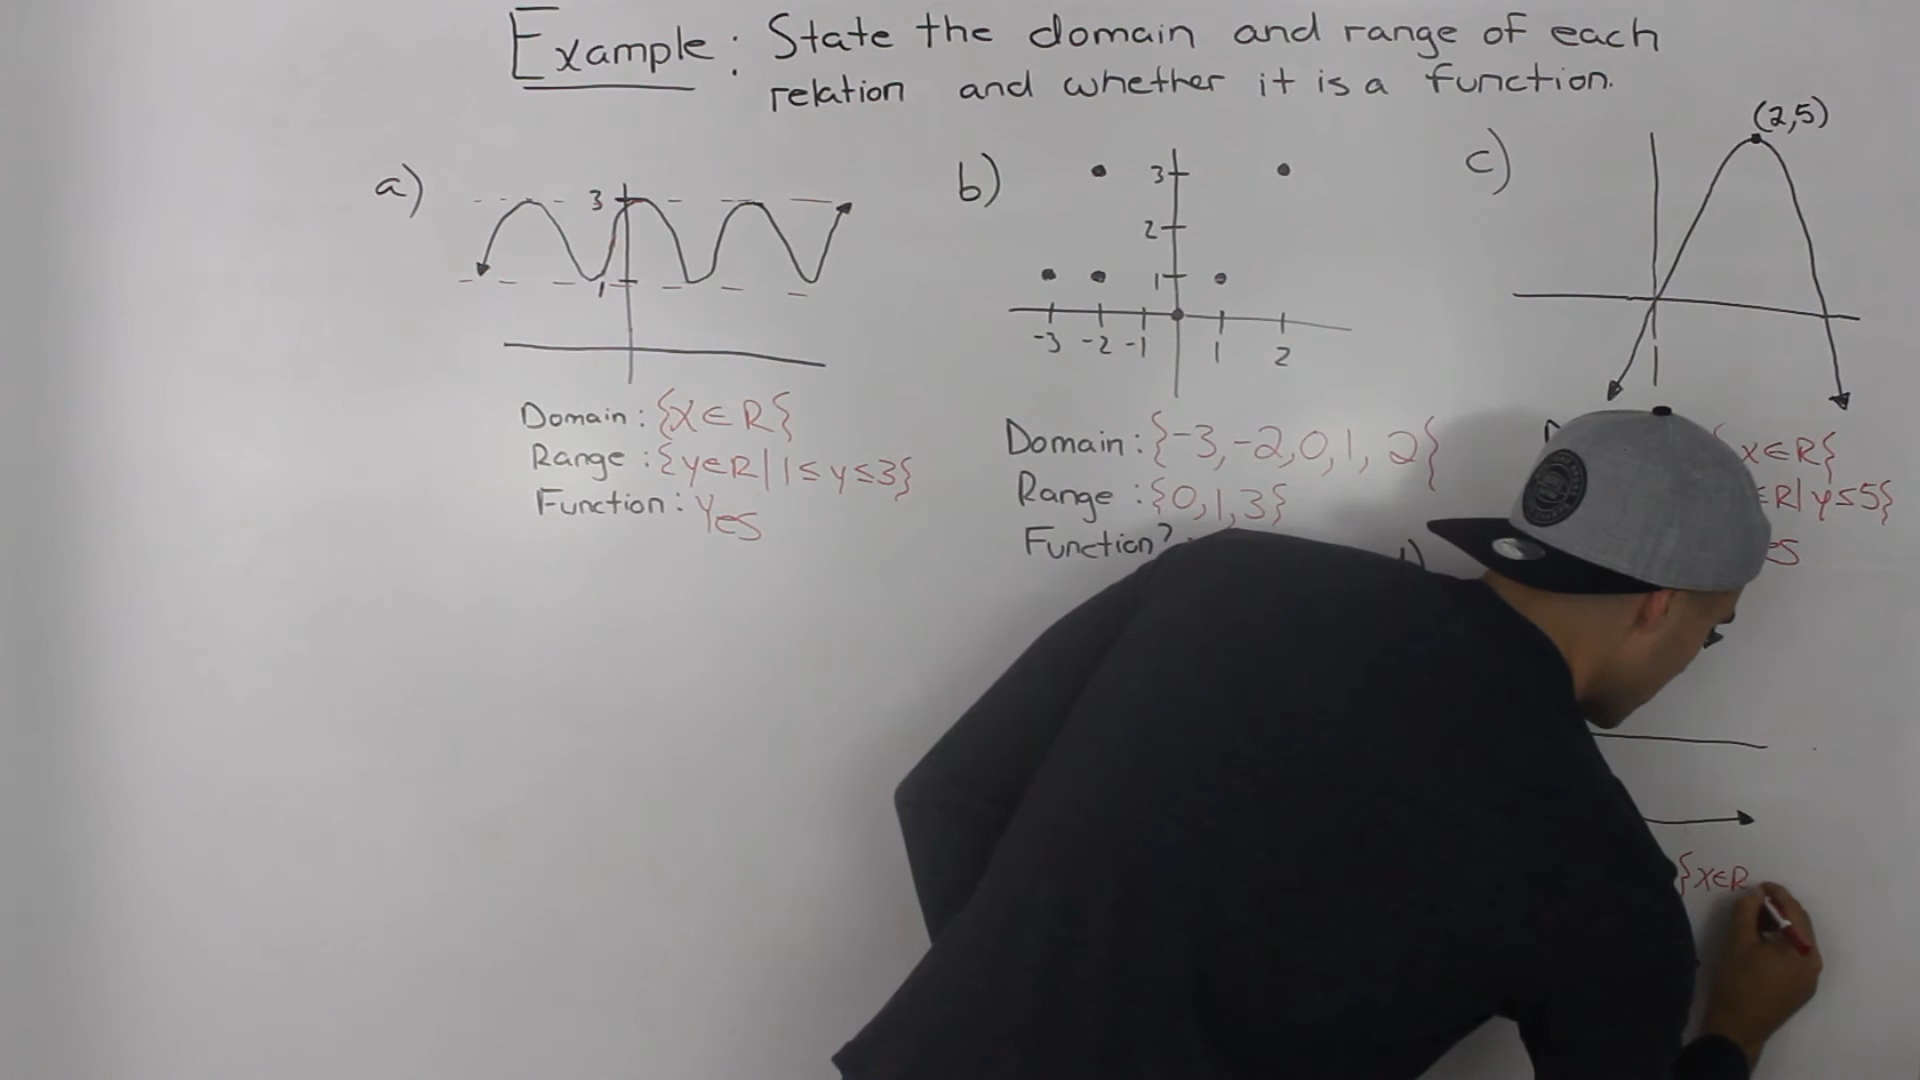 Example: State the domain and range of each
relation and whether it is a function.
a)
3
1
Domain: {x∈R}
Range: {y∈R | 1≤y≤3}
Function: Yes
b)
3
2
1
-3 -2 -1 1 2
Domain: {-3, -2, 0, 1, 2}
Range: {0, 1, 3}
Function?
c)
(2,5)
x∈R}
∈R | y≤5}
{x∈R